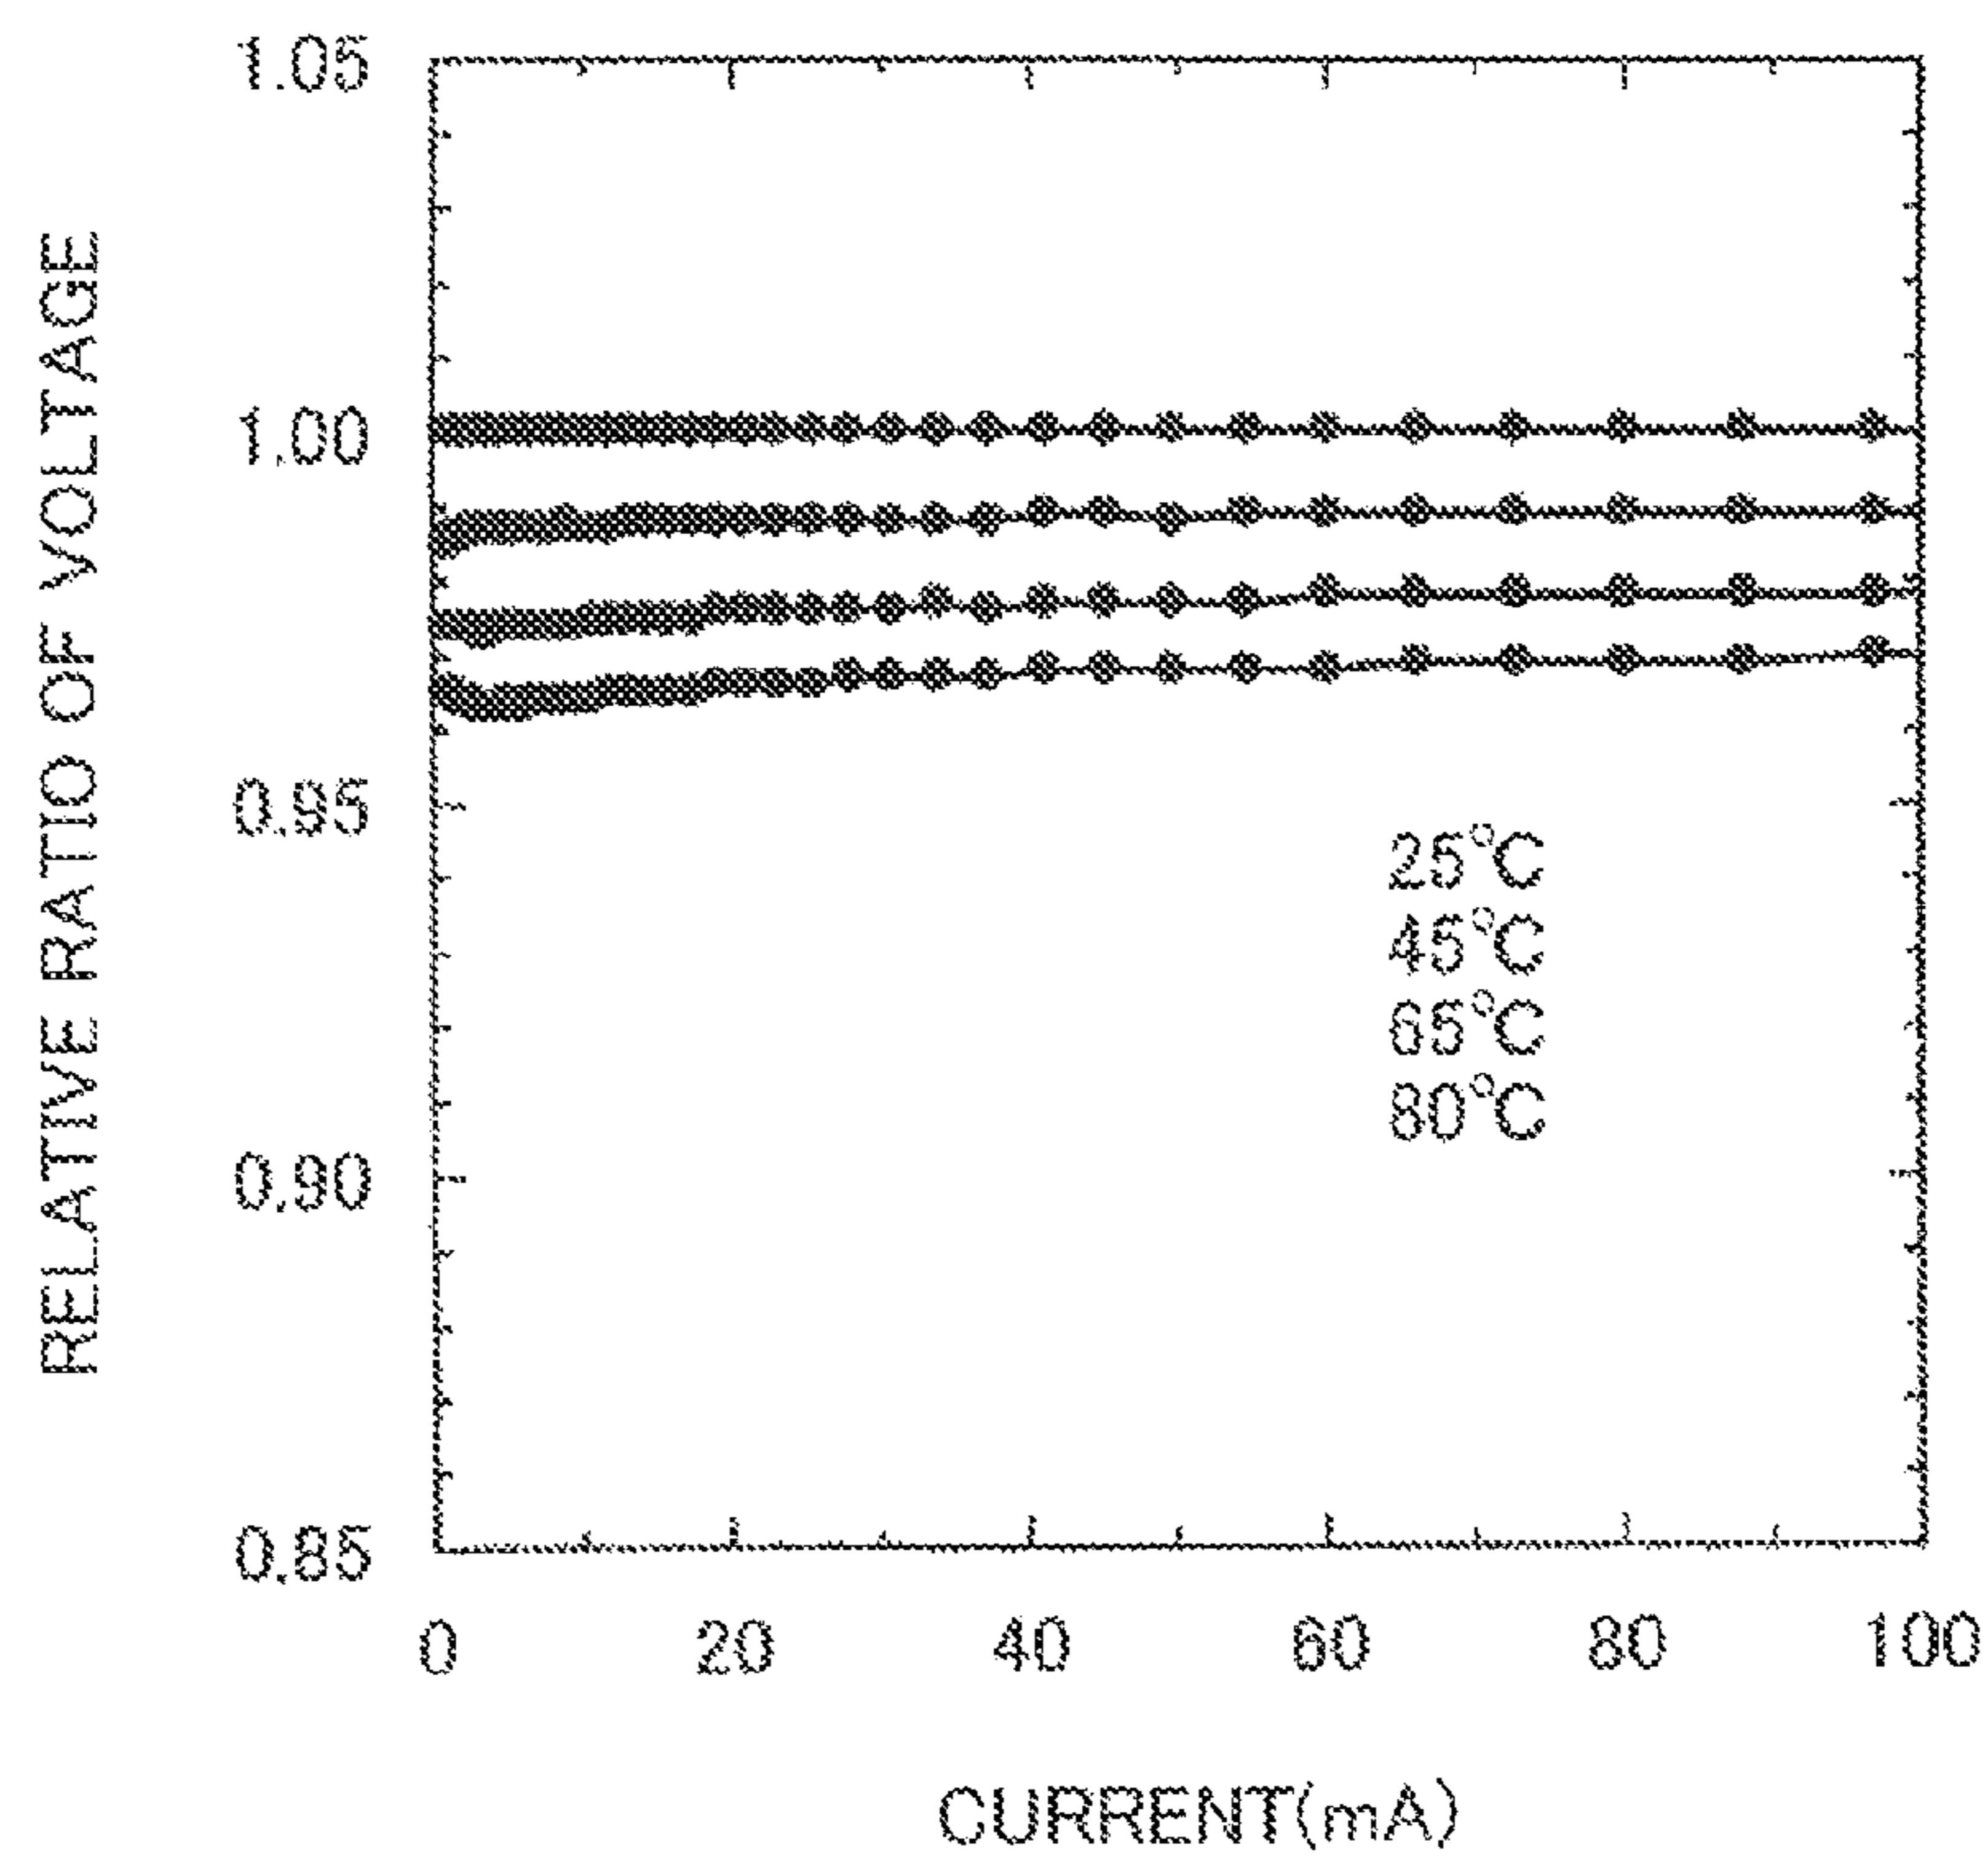 RELATIVE RATIO OF VOLTAGE
1.05
1.00
0.95
0.90
0.85
25°C
45°C
65°C
80°C
0 20 40 60 80 100
CURRENT(mA)